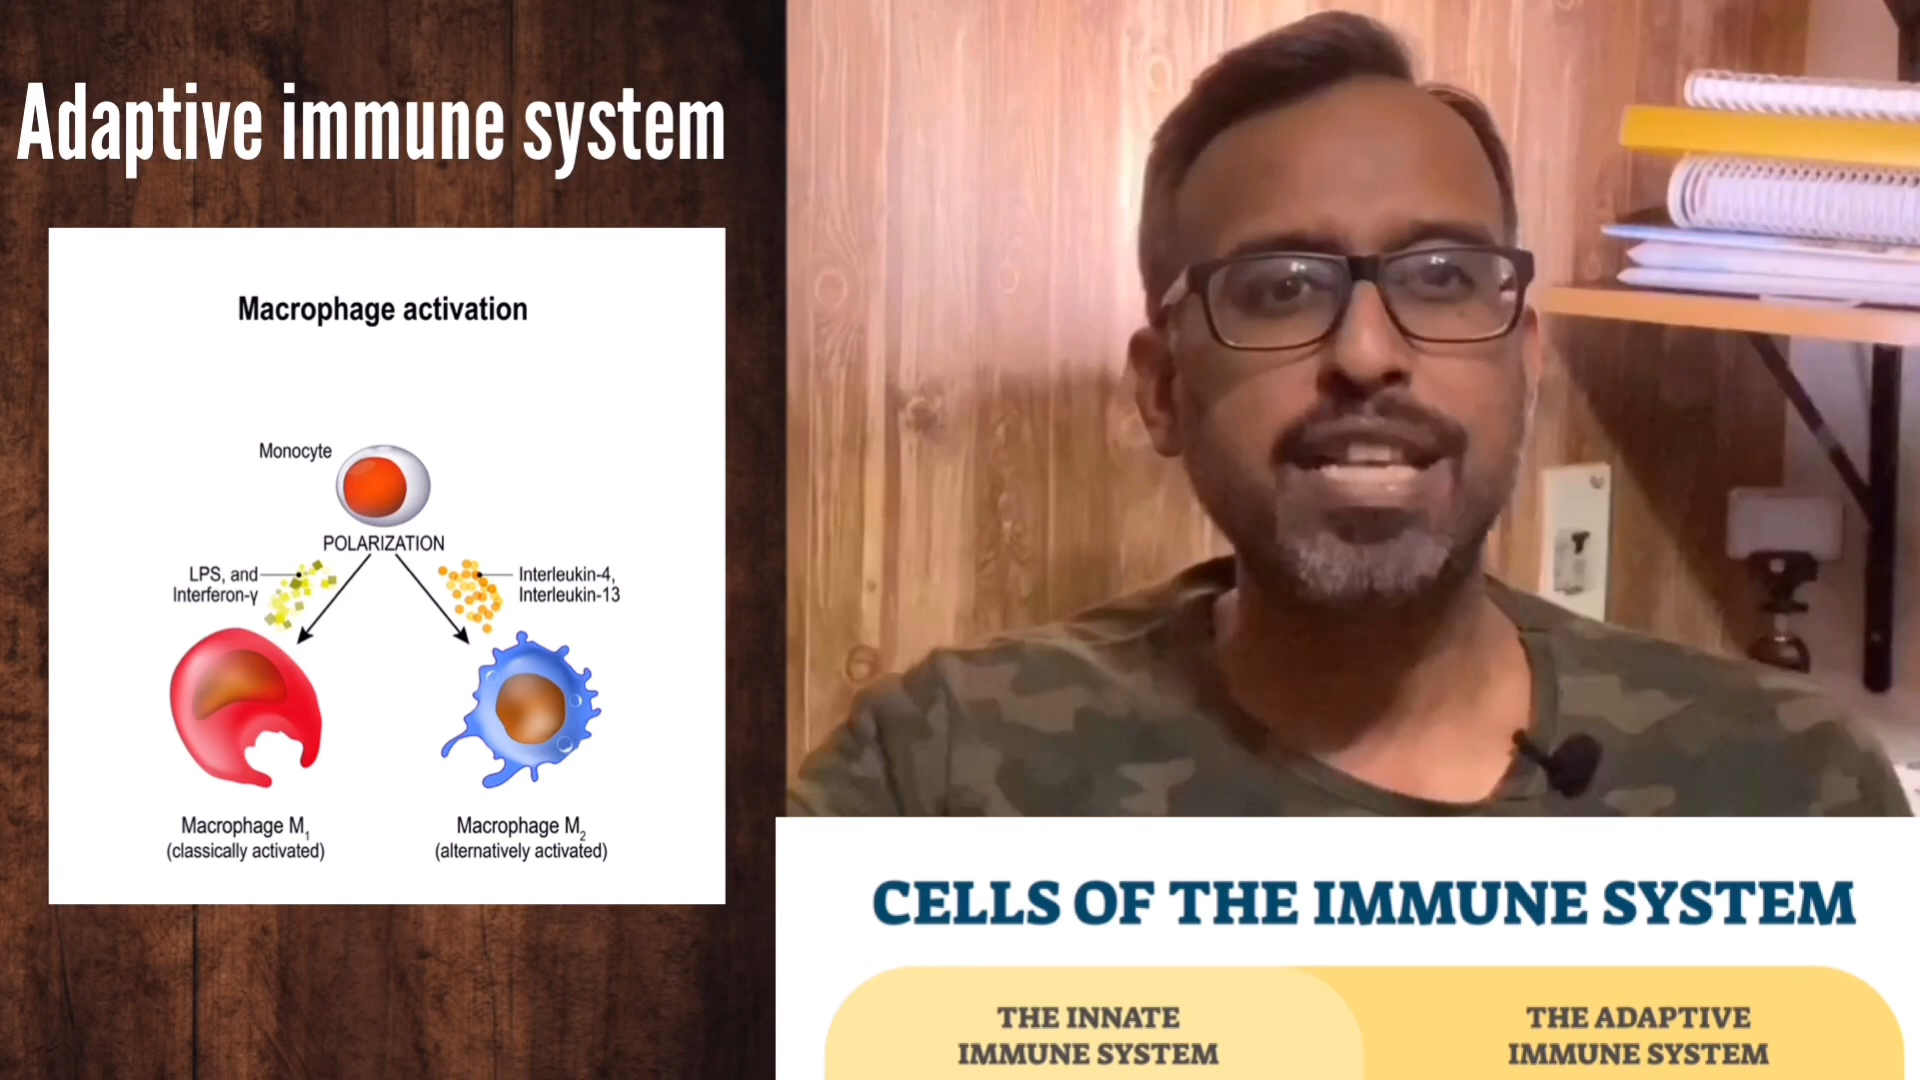 Adaptive immune system
Macrophage activation
Monocyte
POLARIZATION
LPS, and
Interferon-γ
Interleukin-4,
Interleukin-13
Macrophage M₁
(classically activated)
Macrophage M₂
(alternatively activated)
CELLS OF THE IMMUNE SYSTEM
THE INNATE
IMMUNE SYSTEM
THE ADAPTIVE
IMMUNE SYSTEM